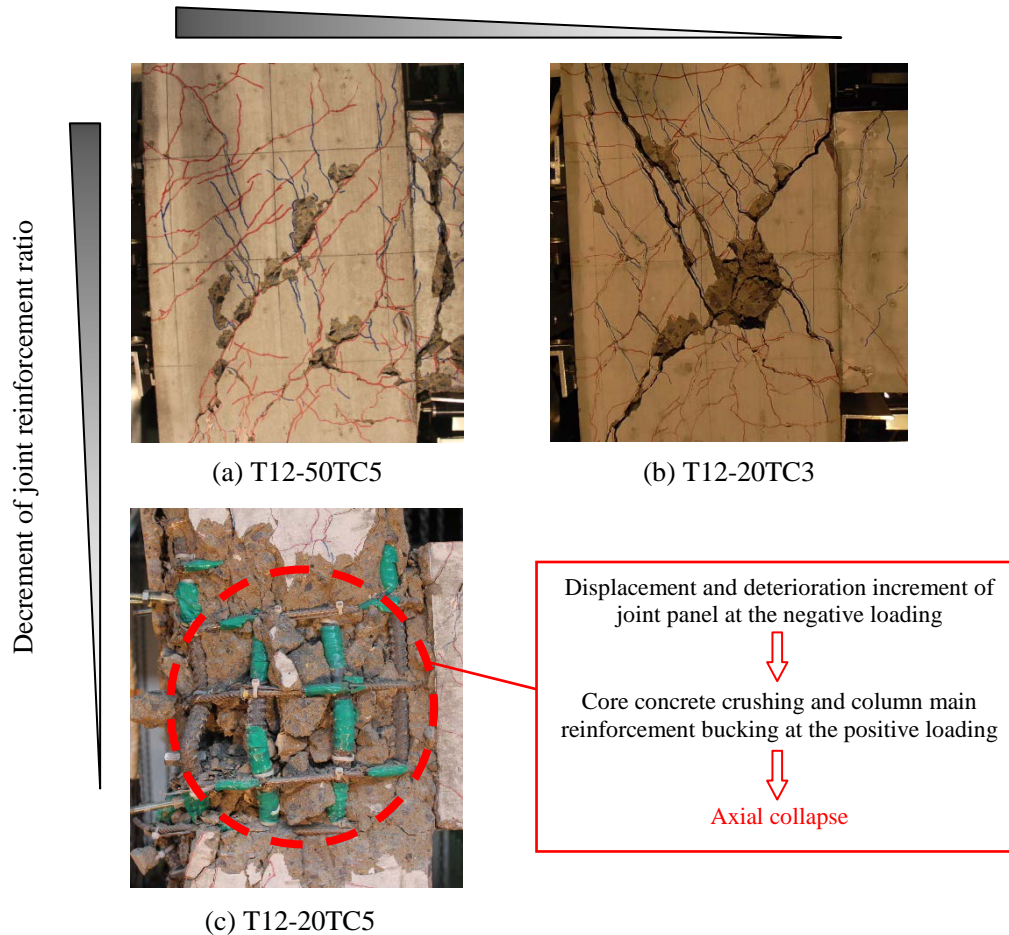 Decrement of joint reinforcement ratio
(a) T12-50TC5
(b) T12-20TC3
Displacement and deterioration increment of
joint panel at the negative loading
Core concrete crushing and column main
reinforcement bucking at the positive loading
Axial collapse
(c) T12-20TC5